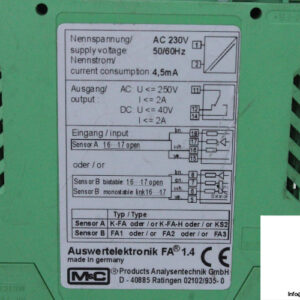 Nennspannung/ AC 230V
supply voltage 50/60Hz
Nennstrom/
current consumption 4,5mA
Ausgang/ AC U <= 250V
output I <= 2A
DC U <= 40V
I <= 2A
Eingang / input
Sensor A 16 - 17 open
oder / or
Sensor B bistable: 16 - 17 open
Sensor B monostable: link 16 - 17
Typ / Type
Sensor A K-FA oder / or K-FA-H oder / or KS2
Sensor B FA1 oder / or FA2 oder / or FA3
Auswertelektronik FA® 1.4
made in germany
M&C ® Products Analysentechnik GmbH
D - 40885 Ratingen 02102/935-0